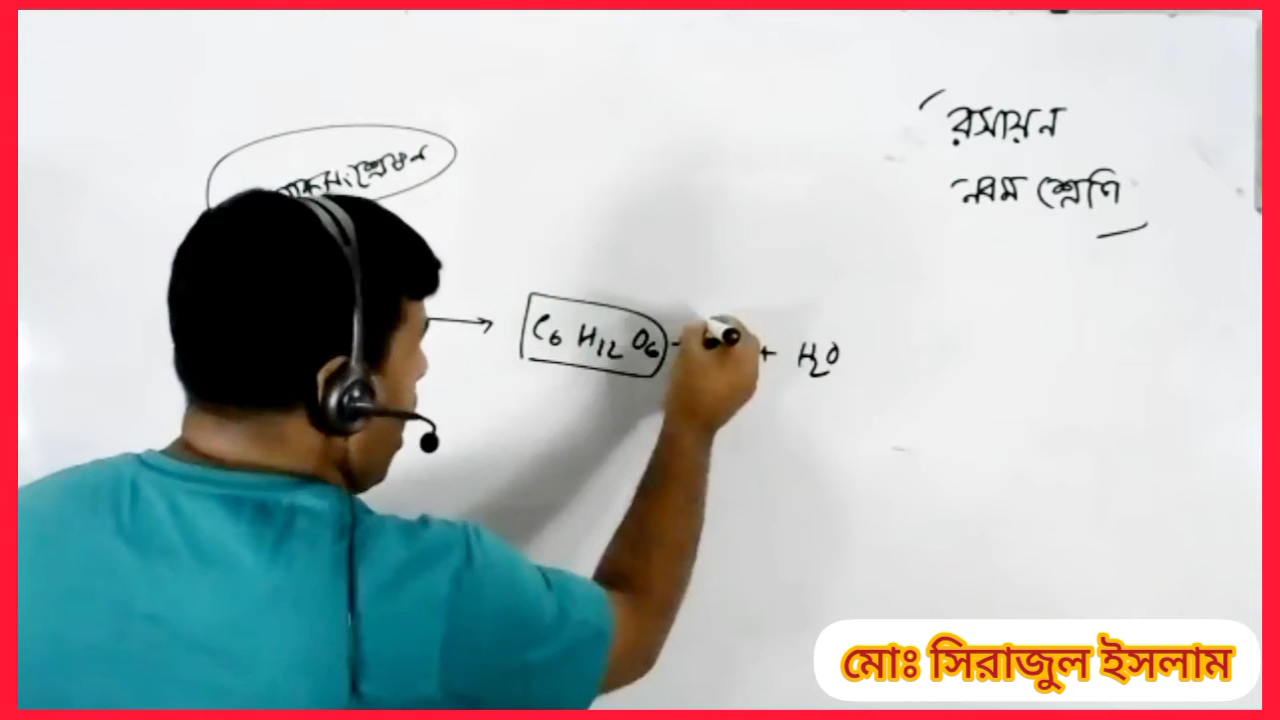 রসায়ন
নবম শ্রেণি
C6 H12 O6
+ H2O
মোঃ সিরাজুল ইসলাম